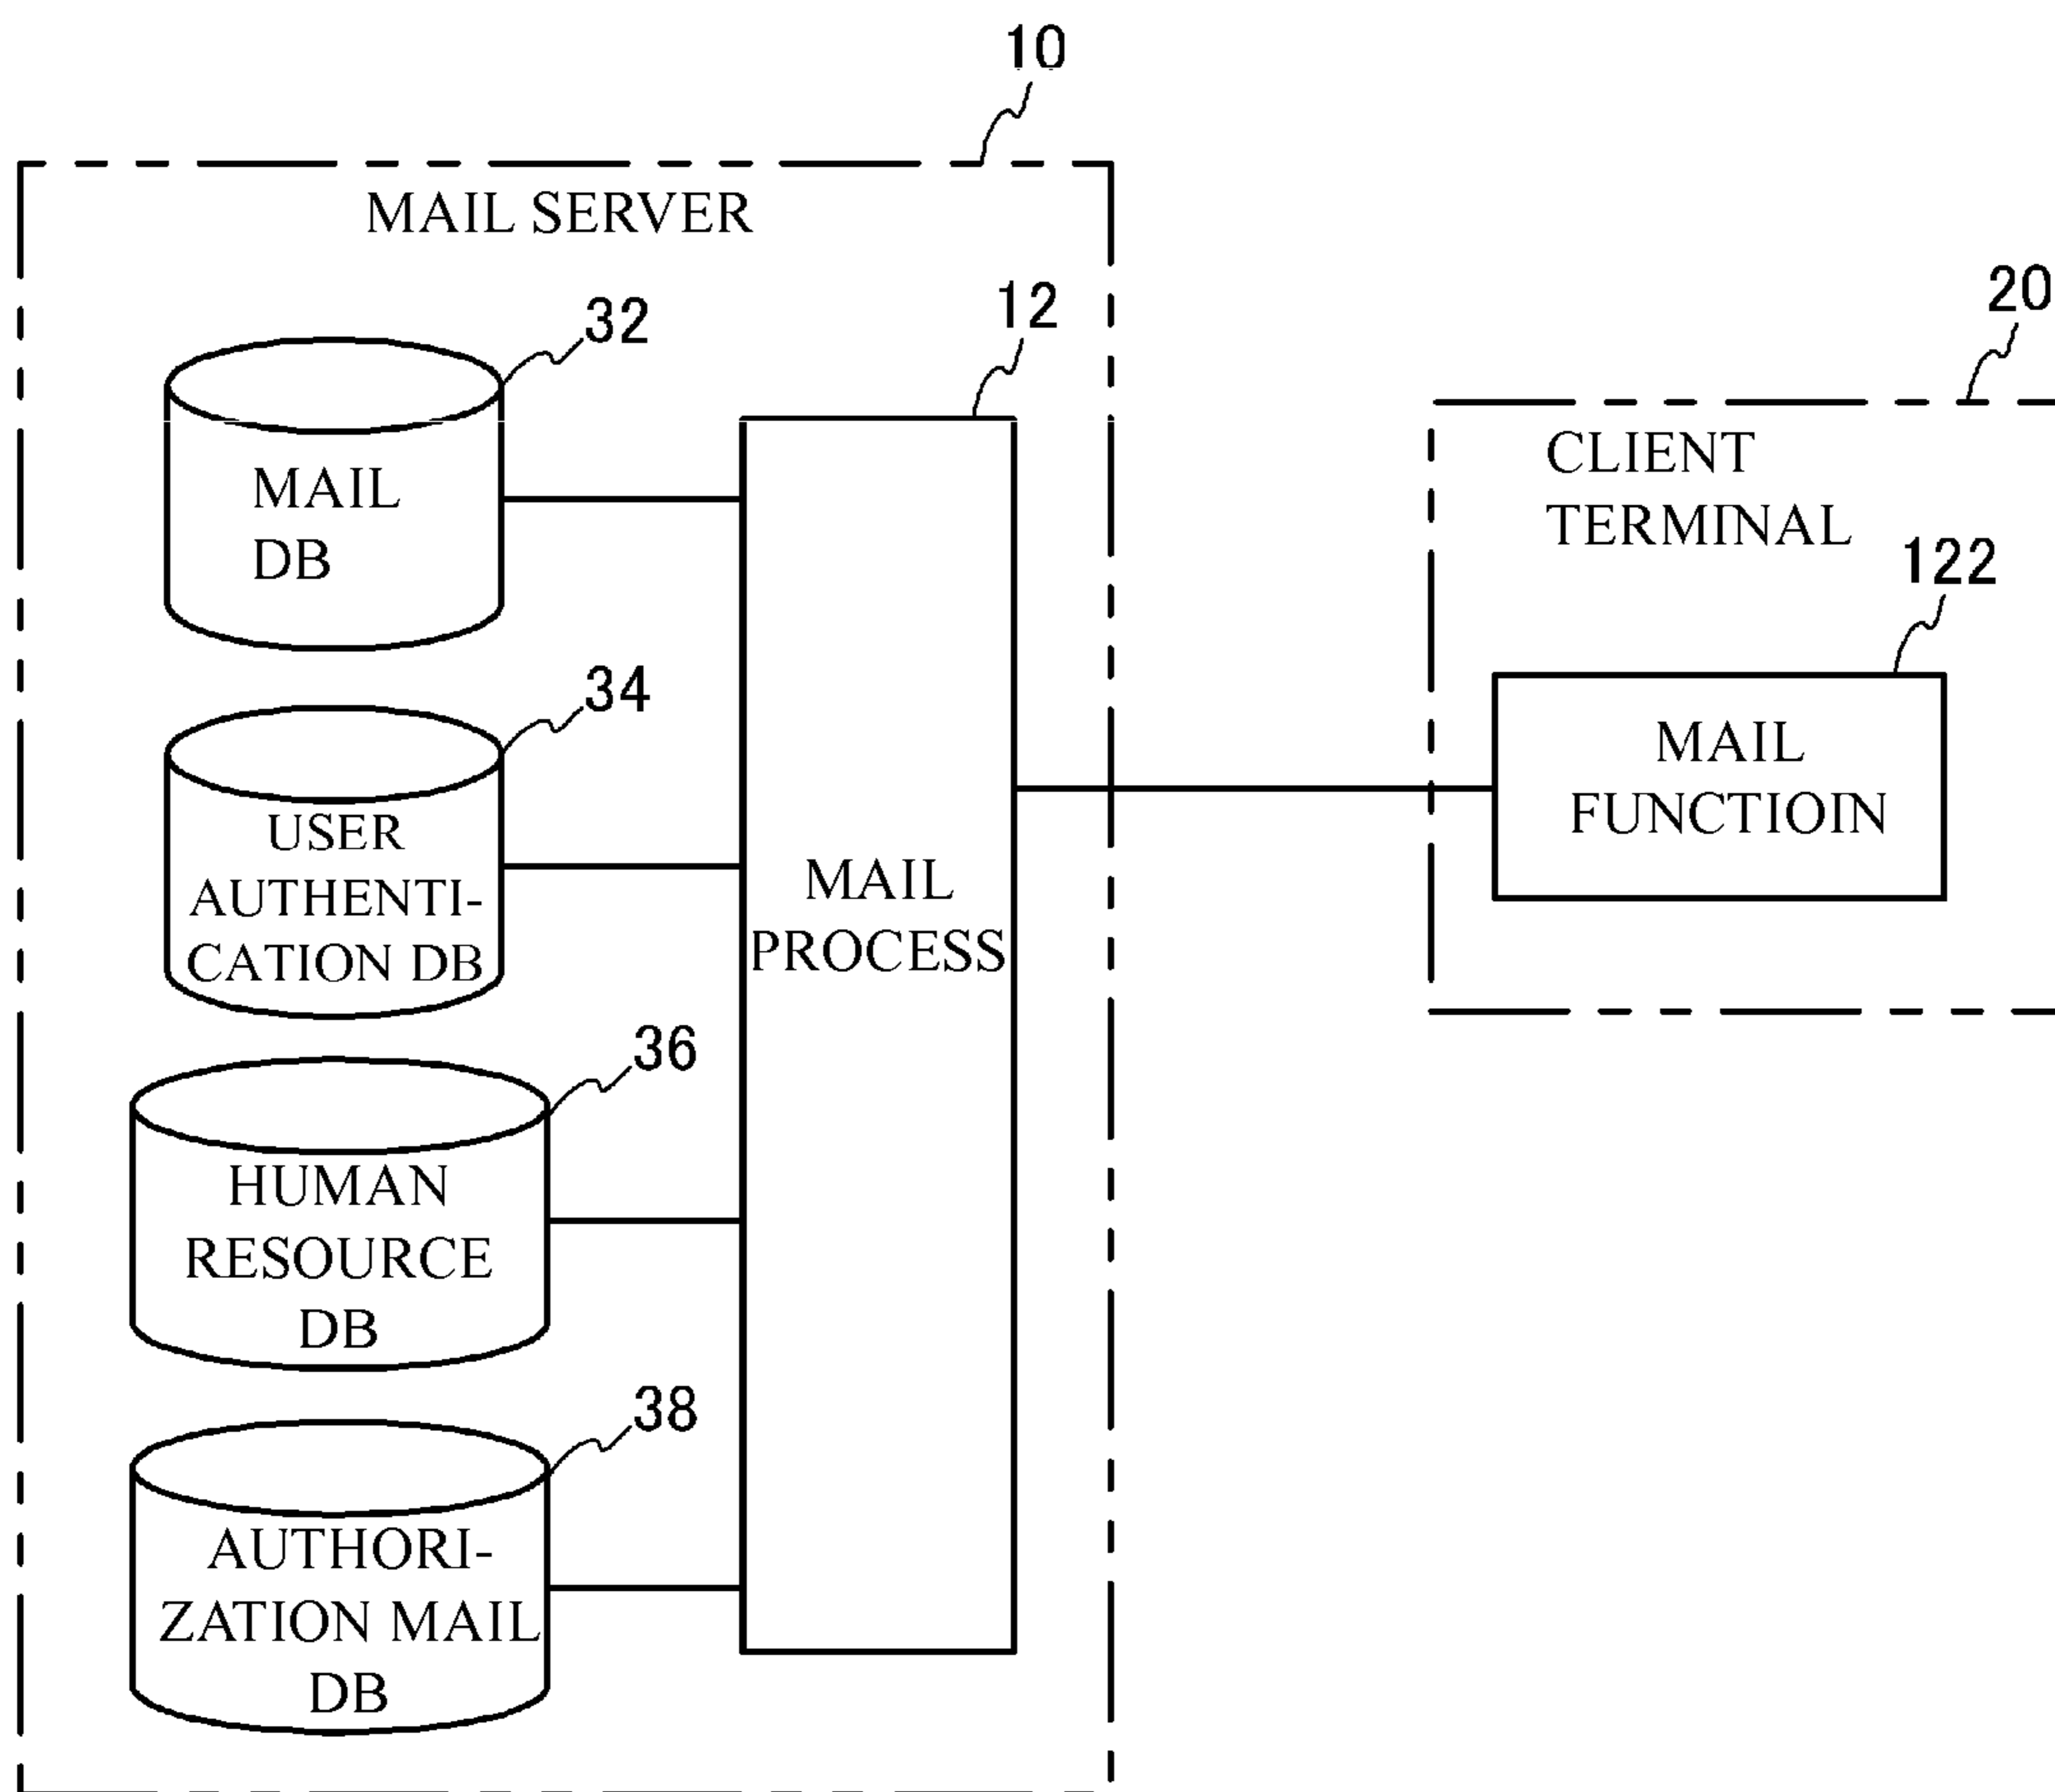 10
MAIL SERVER
32
12
MAIL
DB
34
USER
AUTHENTI-
CATION DB
MAIL
PROCESS
36
HUMAN
RESOURCE
DB
38
AUTHORI-
ZATION MAIL
DB
20
CLIENT
TERMINAL
122
MAIL
FUNCTIOIN